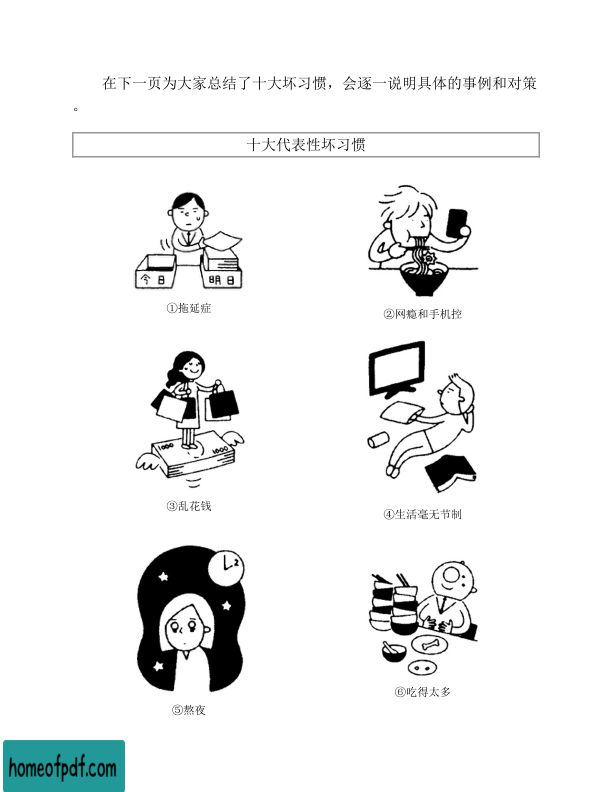 在下一页为大家总结了十大坏习惯，会逐一说明具体的事例和对策
。
十大代表性坏习惯
今日
明日
①拖延症
②网瘾和手机控
1000
1000
③乱花钱
④生活毫无节制
2
⑤熬夜
⑥吃得太多
homeofpdf.com